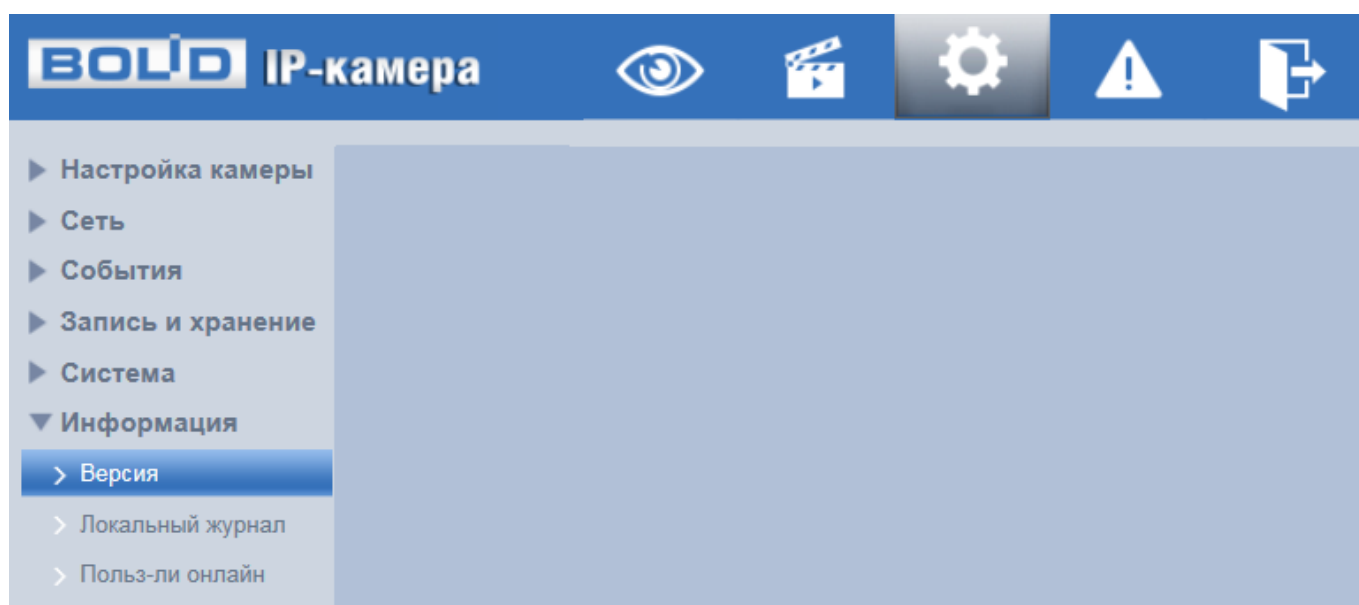 BOLID IP-камера
Настройка камеры
Сеть
События
Запись и хранение
Система
Информация
Версия
Локальный журнал
Польз-ли онлайн